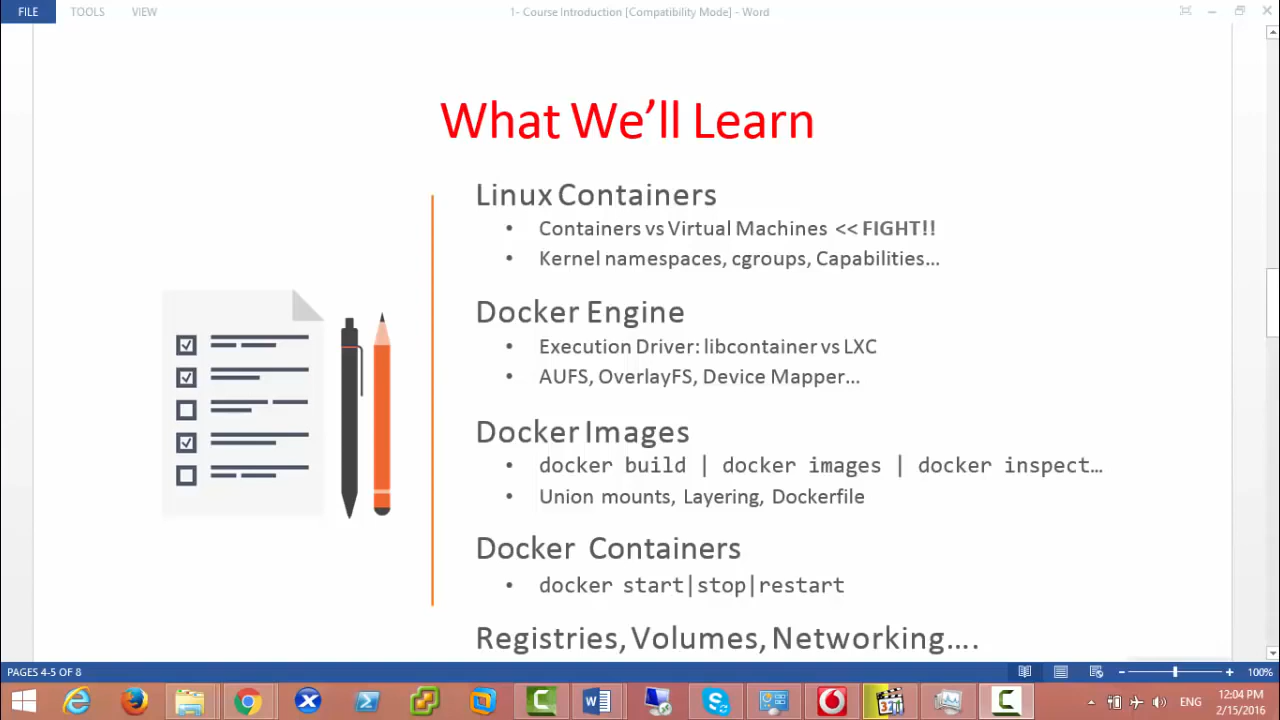 FILE TOOLS VIEW 1- Course Introduction [Compatibility Mode] - Word
What We’ll Learn
Linux Containers
• Containers vs Virtual Machines << FIGHT!!
• Kernel namespaces, cgroups, Capabilities…
Docker Engine
• Execution Driver: libcontainer vs LXC
• AUFS, OverlayFS, Device Mapper…
Docker Images
• docker build | docker images | docker inspect…
• Union mounts, Layering, Dockerfile
Docker Containers
• docker start|stop|restart
Registries, Volumes, Networking….
PAGES 4-5 OF 8 100%
ENG 12:04 PM
2/15/2016